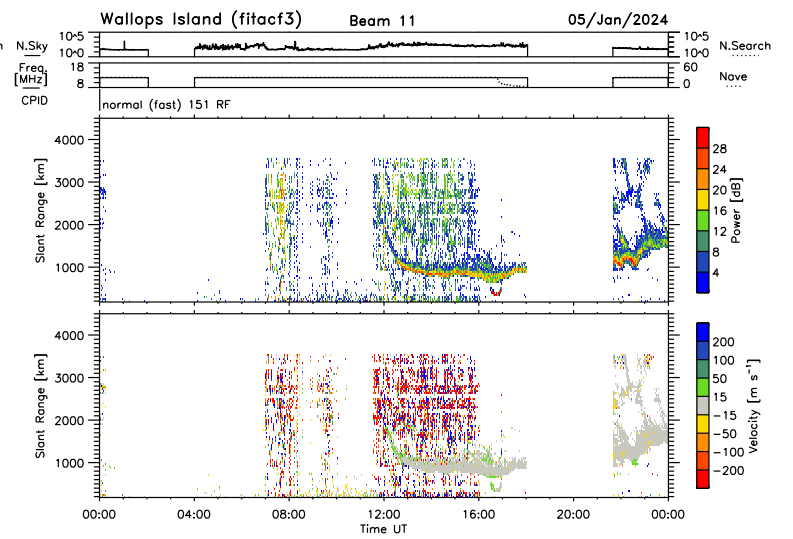 Wallops Island (fitacf3) Beam 11 05/Jan/2024
n N.Sky 10^5 10^0 10^5 10^0 N.Search
Freq. [MHz] 18 8 60 0 Nave
CPID normal (fast) 151 RF
Slant Range [km] 4000 3000 2000 1000
28 24 20 16 12 8 4 Power [dB]
Slant Range [km] 4000 3000 2000 1000
200 100 50 15 -15 -50 -100 -200 Velocity [m s⁻¹]
00:00 04:00 08:00 12:00 16:00 20:00 00:00
Time UT